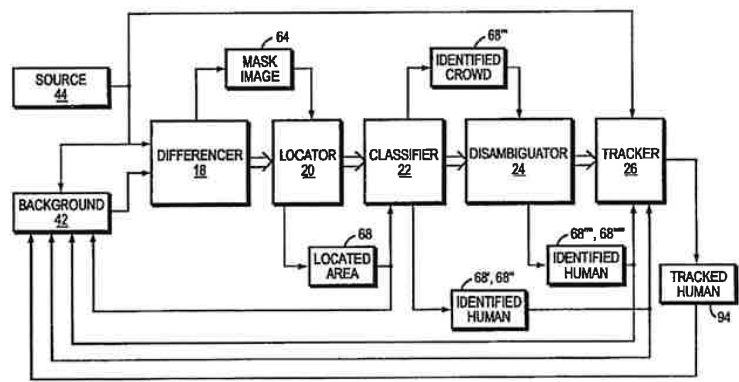 64
68'''
MASK
IMAGE
IDENTIFIED
CROWD
SOURCE
44
DIFFERENCER
18
LOCATOR
20
CLASSIFIER
22
DISAMBIGUATOR
24
TRACKER
26
BACKGROUND
42
68
LOCATED
AREA
68', 68''
IDENTIFIED
HUMAN
68'''', 68'''''
IDENTIFIED
HUMAN
TRACKED
HUMAN
94